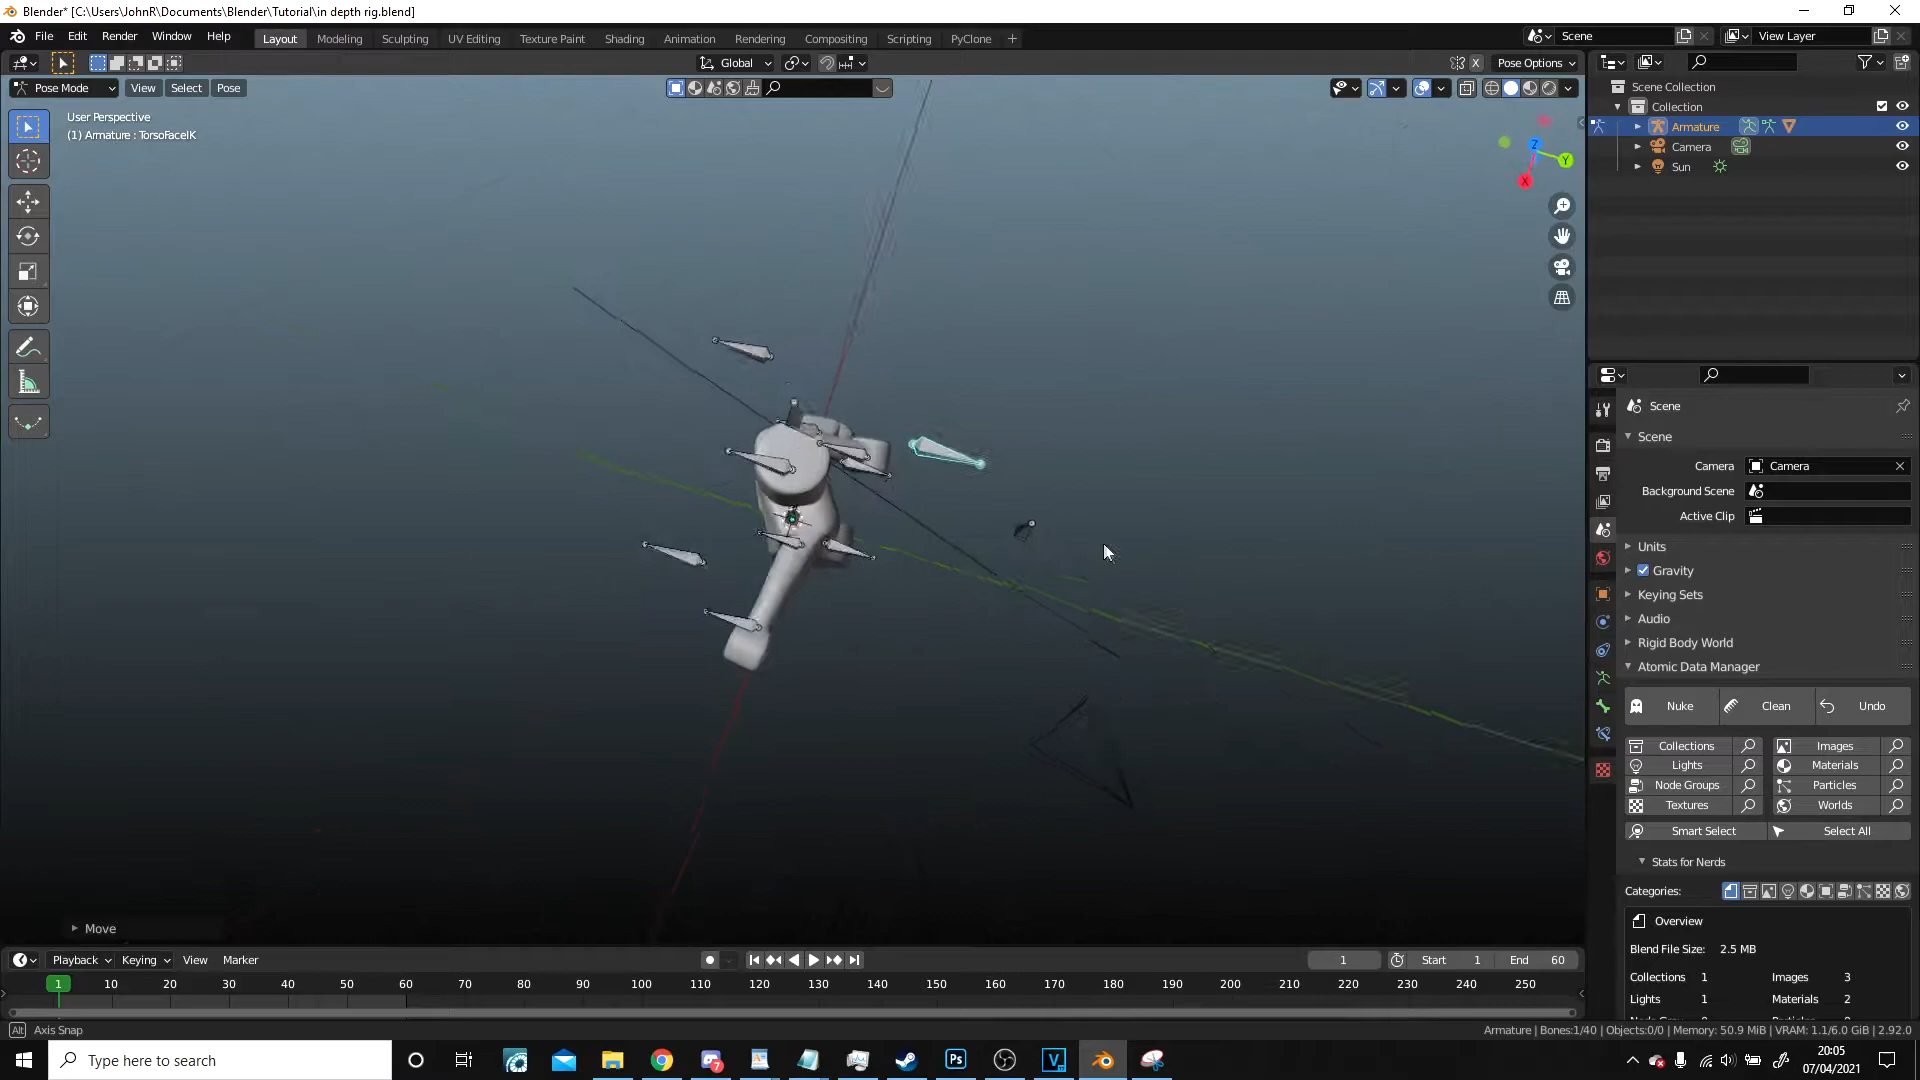 Blender* [C:\Users\JohnR\Documents\Blender\Tutorial\in depth rig.blend]
File Edit Render Window Help
Layout Modeling Sculpting UV Editing Texture Paint Shading Animation Rendering Compositing Scripting PyClone +
Scene View Layer
Global X Pose Options
Pose Mode View Select Pose
User Perspective
(1) Armature : TorsoFaceIK
Z Y X
Scene Collection
Collection
Armature
Camera
Sun
Scene
Scene
Camera Camera
Background Scene
Active Clip
Units
Gravity
Keying Sets
Audio
Rigid Body World
Atomic Data Manager
Nuke Clean Undo
Collections Images
Lights Materials
Node Groups Particles
Textures Worlds
Smart Select Select All
Stats for Nerds
Categories:
Overview
Blend File Size: 2.5 MB
Collections 1 Images 3
Lights 1 Materials 2
Move
Playback Keying View Marker
1 Start 1 End 60
1 10 20 30 40 50 60 70 80 90 100 110 120 130 140 150 160 170 180 190 200 210 220 230 240 250
Alt Axis Snap
Armature | Bones:1/40 | Objects:0/0 | Memory: 50.9 MiB | VRAM: 1.1/6.0 GiB | 2.92.0
Type here to search
7 Ps V
20:05
07/04/2021